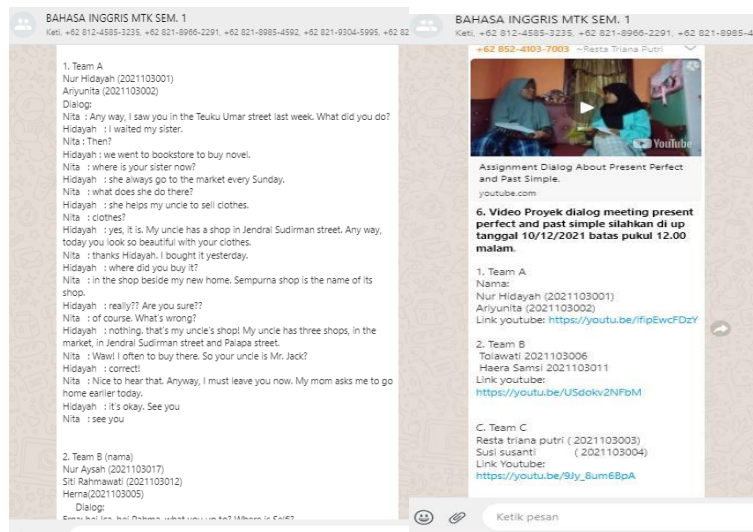 BAHASA INGGRIS MTK SEM. 1
Keti, +62 812-4585-3235, +62 821-8966-2291, +62 821-8985-4592, +62 821-9304-5995, +62 82
1. Team A
Nur Hidayah (2021103001)
Ariyunita (2021103002)
Dialog:
Nita : Any way, I saw you in the Teuku Umar street last week. What did you do?
Hidayah : I waited my sister.
Nita : Then?
Hidayah : we went to bookstore to buy novel.
Nita : where is your sister now?
Hidayah : she always go to the market every Sunday.
Nita : what does she do there?
Hidayah : she helps my uncle to sell clothes.
Nita : clothes?
Hidayah : yes, it is. My uncle has a shop in Jendral Sudirman street. Any way,
today you look so beautiful with your clothes.
Nita : thanks Hidayah. I bought it yesterday.
Hidayah : where did you buy it?
Nita : in the shop beside my new home. Sempurna shop is the name of its
shop.
Hidayah : really?? Are you sure??
Nita : of course. What's wrong?
Hidayah : nothing. that's my uncle's shop! My uncle has three shops, in the
market, in Jendral Sudirman street and Palapa street.
Nita : Waw! I often to buy there. So your uncle is Mr. Jack?
Hidayah : correct!
Nita : Nice to hear that. Anyway, I must leave you now. My mom asks me to go
home earlier today.
Hidayah : it's okay. See you
Nita : see you
2. Team B (nama)
Nur Aysah (2021103017)
Siti Rahmawati (2021103012)
Herna(2021103005)
Dialog:
BAHASA INGGRIS MTK SEM. 1
Keti, +62 812-4585-3235, +62 821-8966-2291, +62 821-8985-4
+62 852-4103-7003 ~Resta Triana Putri
YouTube
Assignment Dialog About Present Perfect
and Past Simple.
youtube.com
6. Video Proyek dialog meeting present
perfect and past simple silahkan di up
tanggal 10/12/2021 batas pukul 12.00
malam.
1. Team A
Nama:
Nur Hidayah (2021103001)
Ariyunita (2021103002)
Link youtube: https://youtu.be/ifipEwcFDzY
2. Team B
Tolawati 2021103006
Haera Samsi 2021103011
Link youtube:
https://youtu.be/USdokv2NFbM
C. Team C
Resta triana putri ( 2021103003)
Susi susanti ( 2021103004)
Link Youtube:
https://youtu.be/9Jy_8um6BpA
Ketik pesan